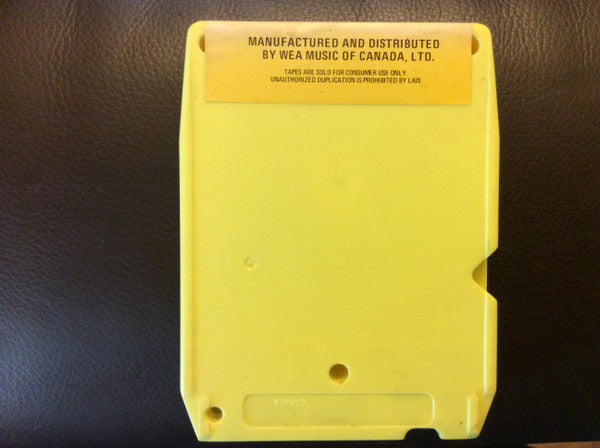 MANUFACTURED AND DISTRIBUTED
BY WEA MUSIC OF CANADA, LTD.
TAPES ARE SOLD FOR CONSUMER USE ONLY.
UNAUTHORIZED DUPLICATION IS PROHIBITED BY LAW.